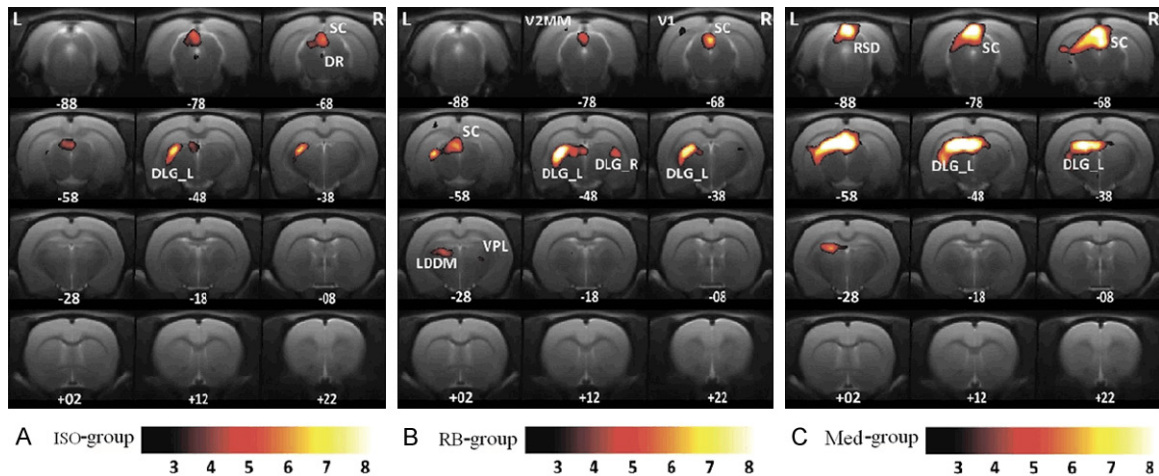 L R SC
DR
-88 -78 -68
-58 DLG_L -48 -38
-28 -18 -08
+02 +12 +22
A ISO-group 3 4 5 6 7 8
L V2MM V1 R
SC
-88 -78 -68
SC
DLG_R
-58 DLG_L -48 DLG_L -38
VPL
LDDM
-28 -18 -08
+02 +12 +22
B RB-group 3 4 5 6 7 8
L R
RSD SC SC
-88 -78 -68
DLG_L DLG_L
-58 -48 -38
-28 -18 -08
+02 +12 +22
C Med-group 3 4 5 6 7 8